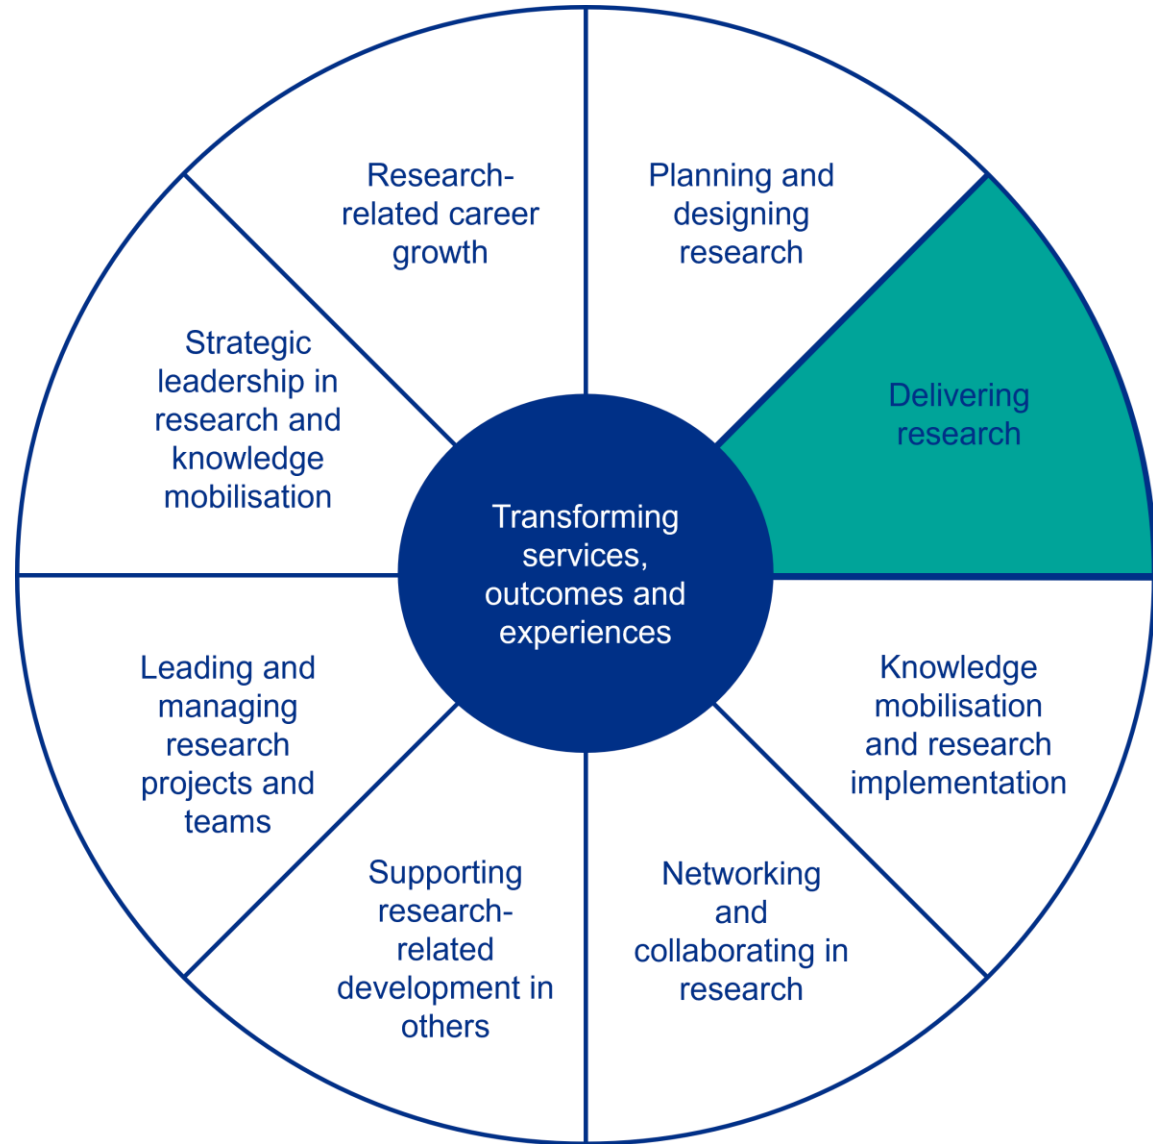 Research-
related career
growth
Planning and
designing
research
Delivering
research
Knowledge
mobilisation
and research
implementation
Networking
and
collaborating in
research
Supporting
research-
related
development in
others
Leading and
managing
research
projects and
teams
Strategic
leadership in
research and
knowledge
mobilisation
Transforming
services,
outcomes and
experiences